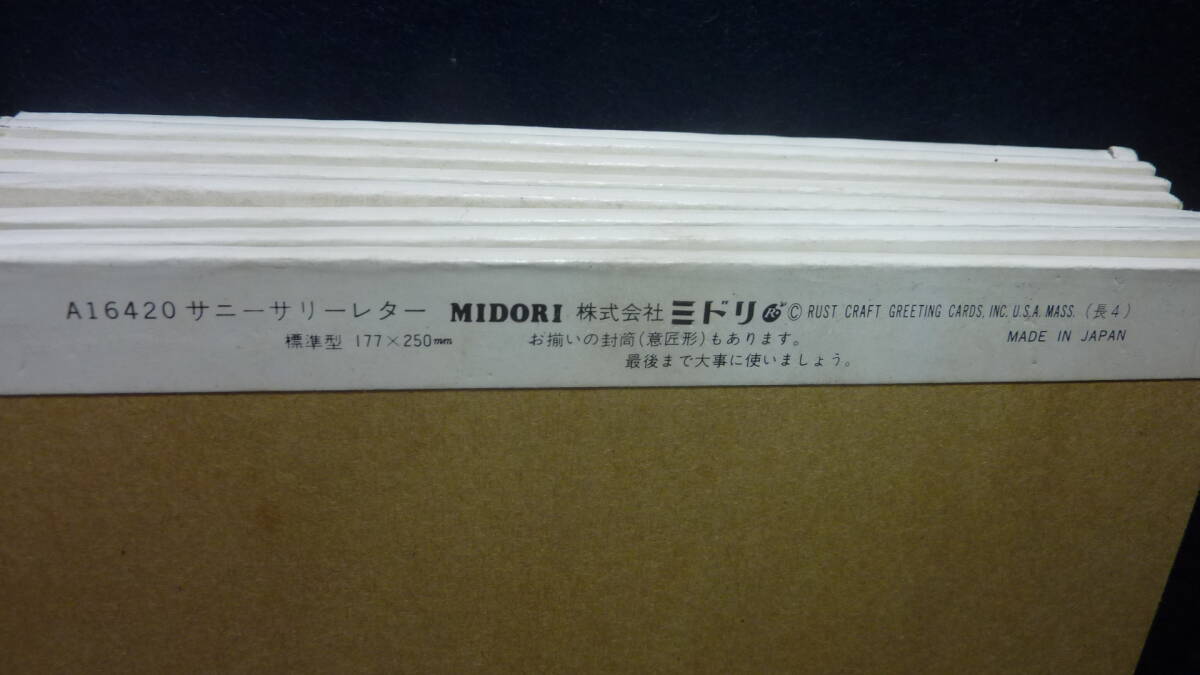 A16420 サニーサリーレター MIDORI 株式会社 ミドリ © RUST CRAFT GREETING CARDS, INC. U.S.A. MASS. (長4)
標準型 177×250mm お揃いの封筒(意匠形)もあります。 MADE IN JAPAN
最後まで大事に使いましょう。